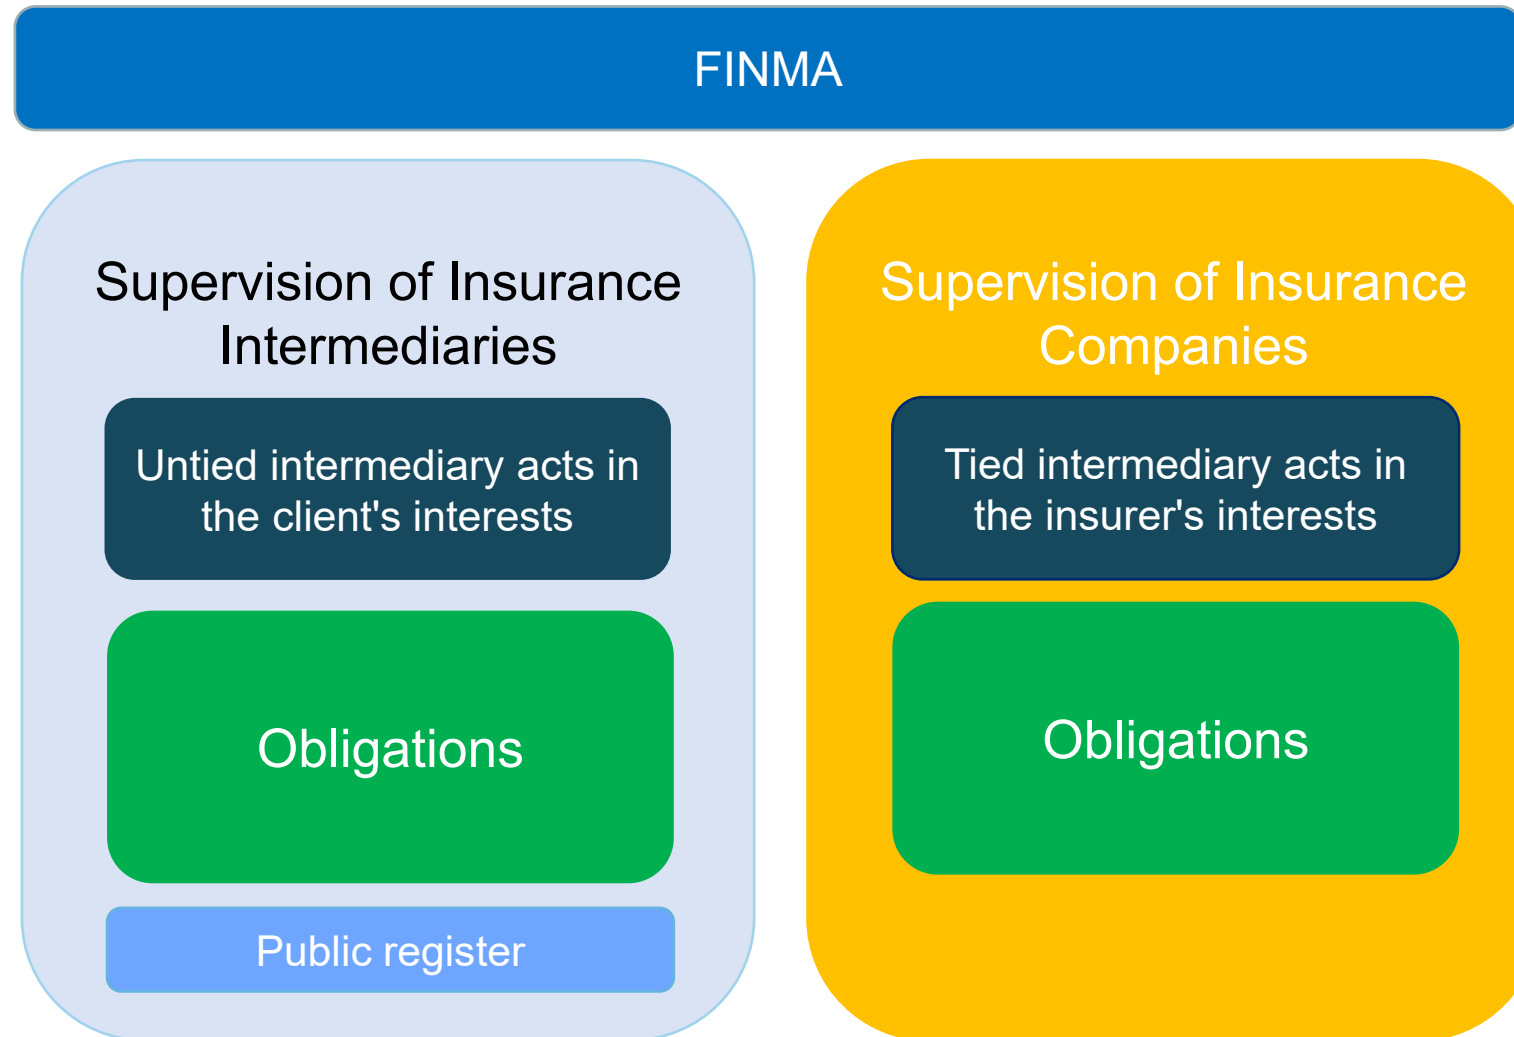 FINMA
Supervision of Insurance
Intermediaries
Untied intermediary acts in
the client's interests
Obligations
Public register
Supervision of Insurance
Companies
Tied intermediary acts in
the insurer's interests
Obligations